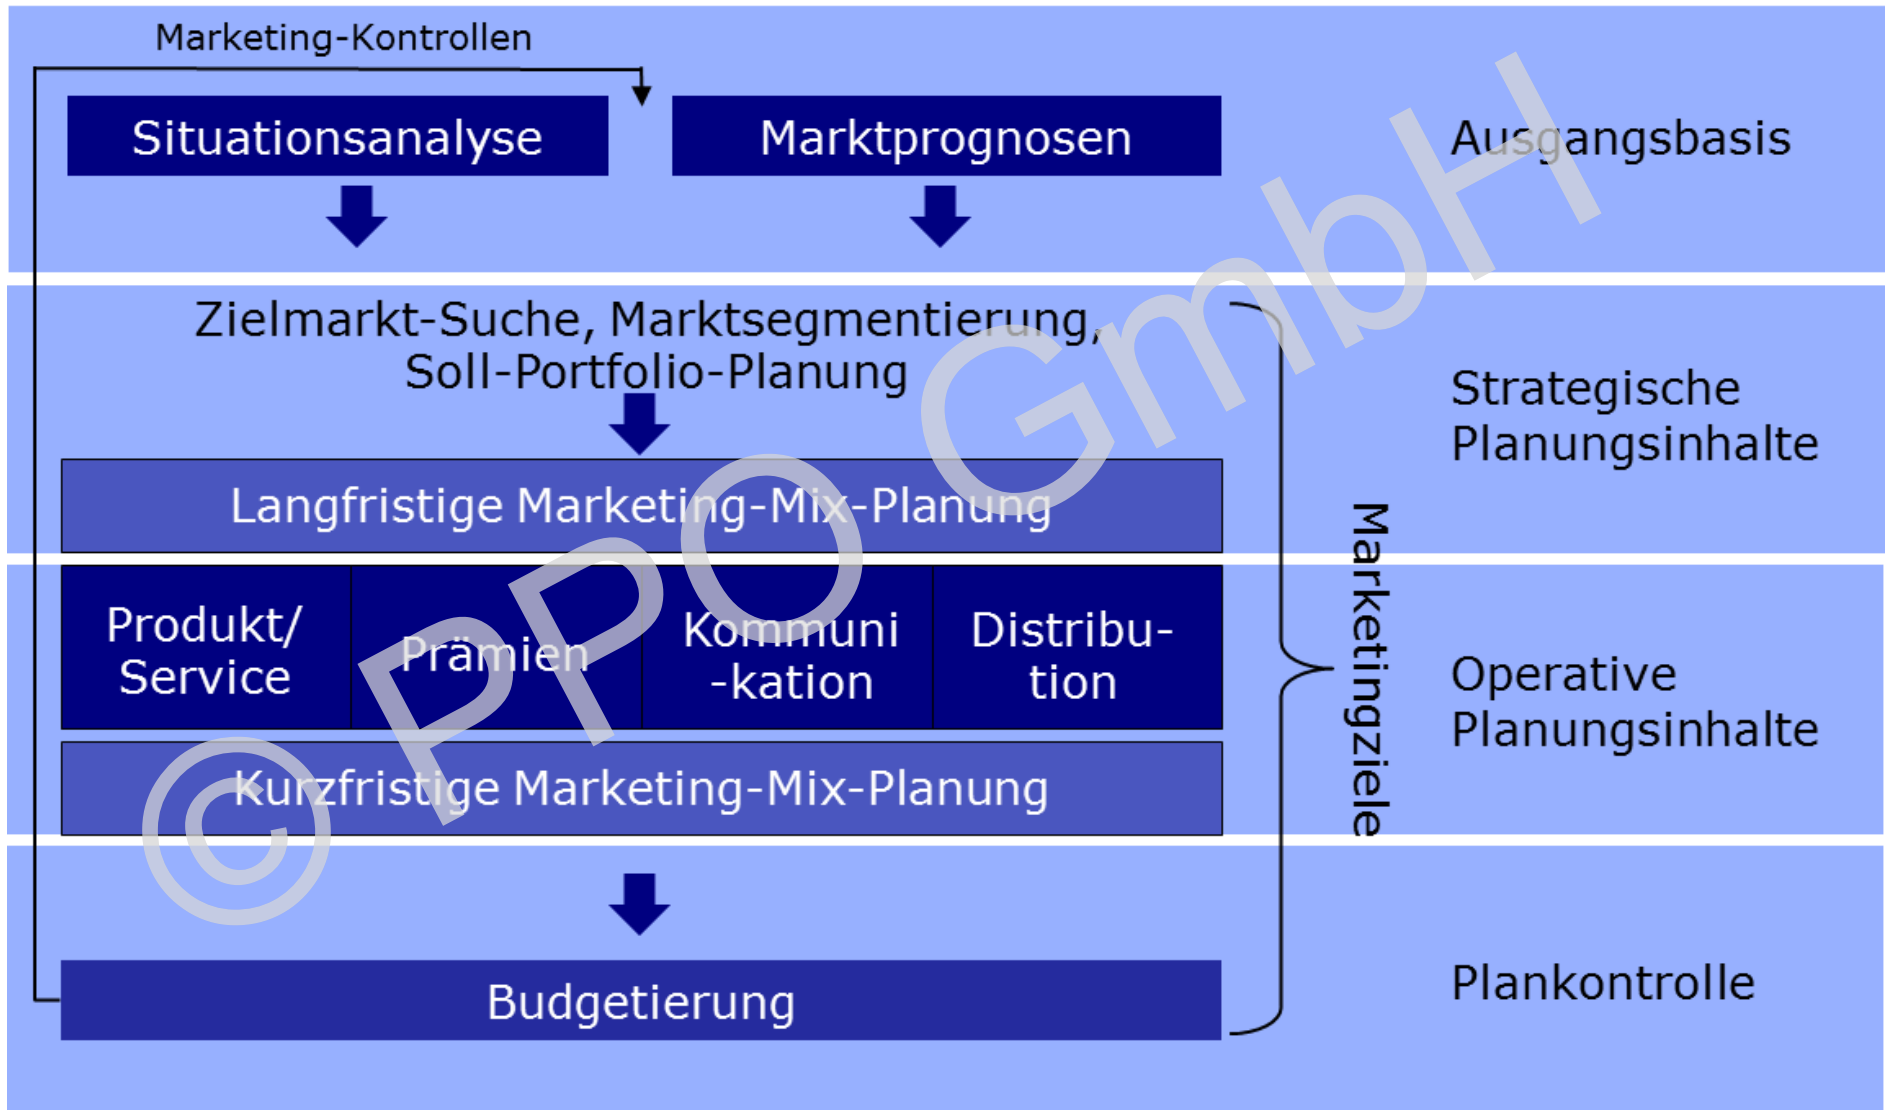 Marketing-Kontrollen
Situationsanalyse
Marktprognosen
Ausgangsbasis
Zielmarkt-Suche, Marktsegmentierung,
Soll-Portfolio-Planung
Strategische
Planungsinhalte
Langfristige Marketing-Mix-Planung
Produkt/
Service
Prämien
Kommuni
-kation
Distribu-
tion
Marketingziele
Operative
Planungsinhalte
Kurzfristige Marketing-Mix-Planung
Budgetierung
Plankontrolle
© PPO GmbH